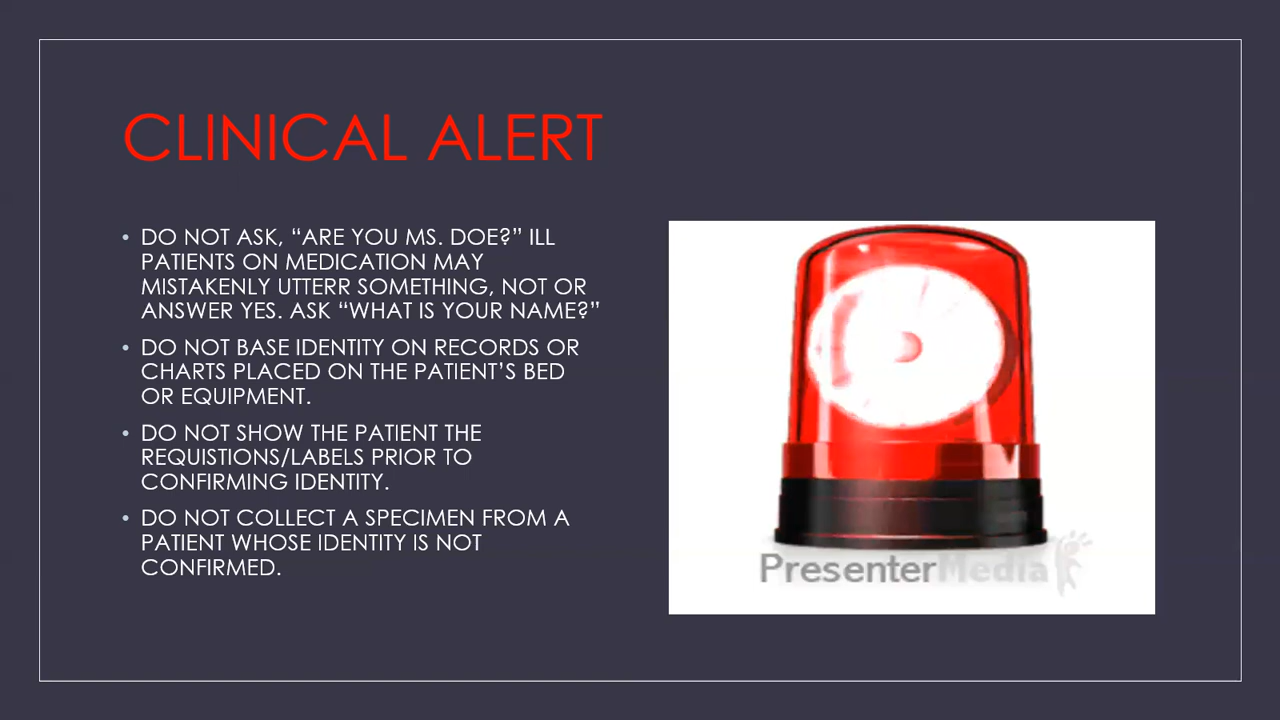 CLINICAL ALERT
• DO NOT ASK, “ARE YOU MS. DOE?” ILL
PATIENTS ON MEDICATION MAY
MISTAKENLY UTTERR SOMETHING, NOT OR
ANSWER YES. ASK “WHAT IS YOUR NAME?”
• DO NOT BASE IDENTITY ON RECORDS OR
CHARTS PLACED ON THE PATIENT’S BED
OR EQUIPMENT.
• DO NOT SHOW THE PATIENT THE
REQUISTIONS/LABELS PRIOR TO
CONFIRMING IDENTITY.
• DO NOT COLLECT A SPECIMEN FROM A
PATIENT WHOSE IDENTITY IS NOT
CONFIRMED.
PresenterMedia